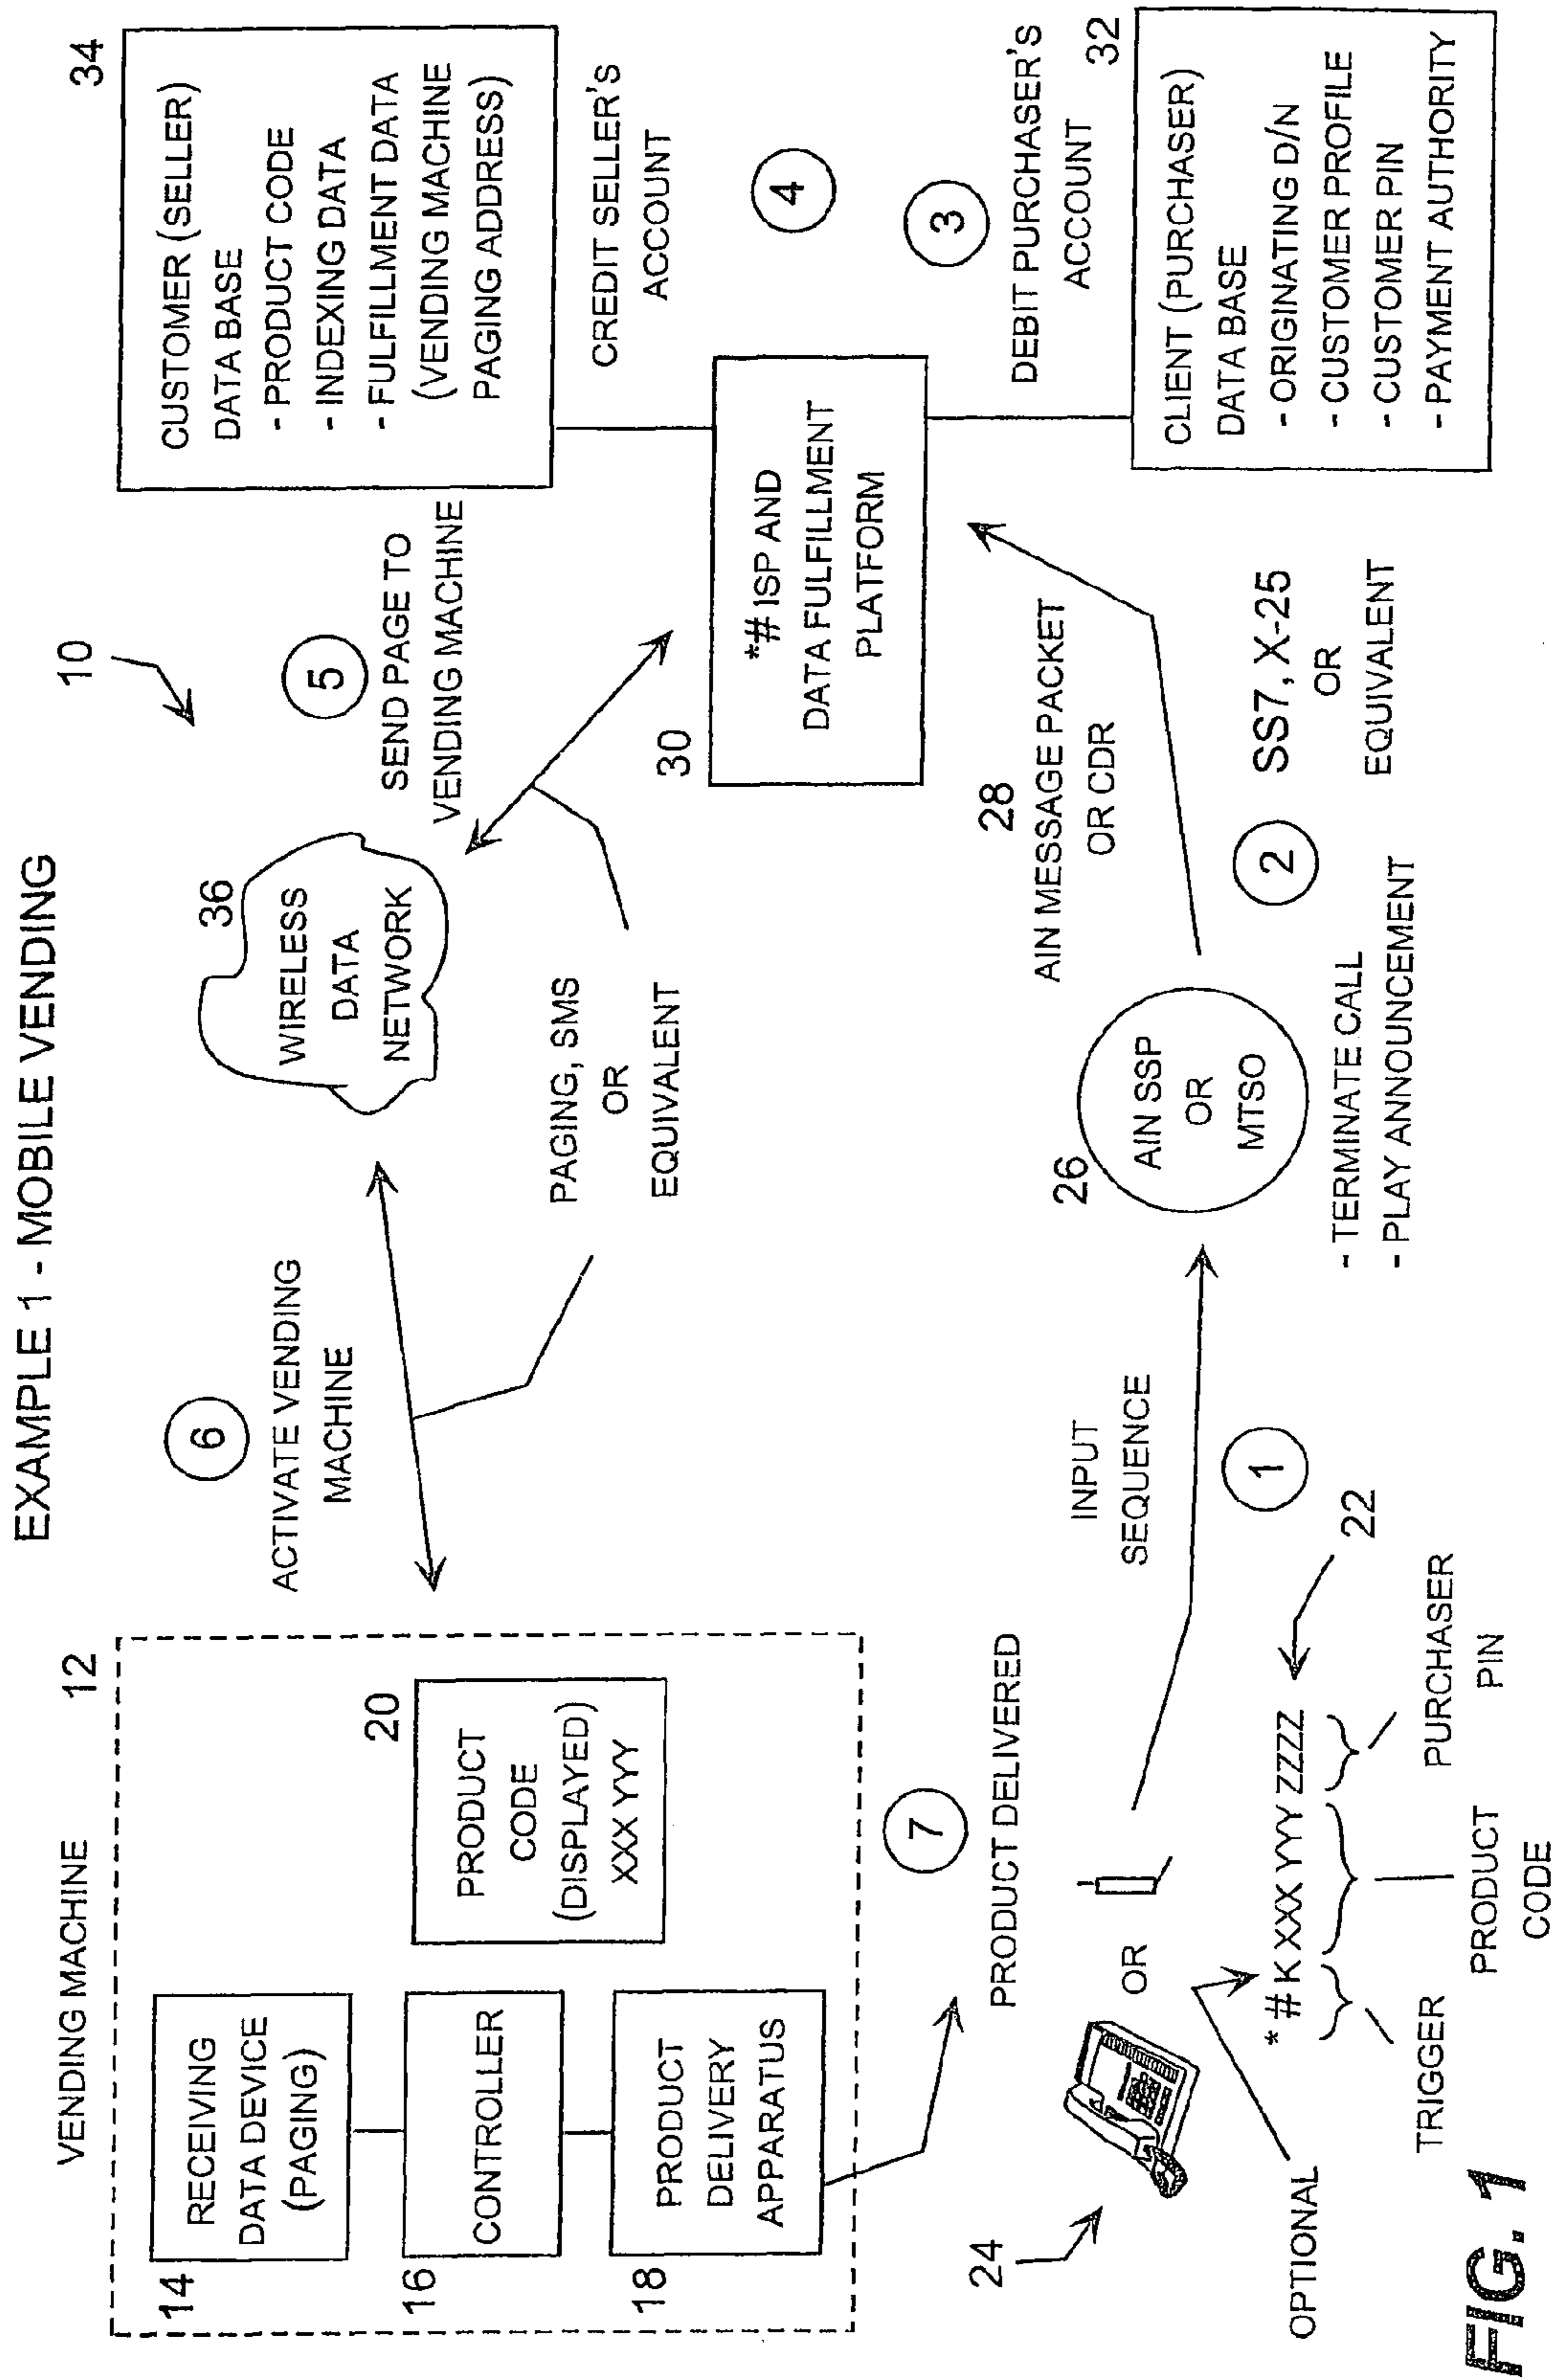 EXAMPLE 1 - MOBILE VENDING
10
VENDING MACHINE
12
14
RECEIVING
DATA DEVICE
(PAGING)
16
CONTROLLER
18
PRODUCT
DELIVERY
APPARATUS
20
PRODUCT
CODE
(DISPLAYED)
XXX YYY
6
ACTIVATE VENDING
MACHINE
36
WIRELESS
DATA
NETWORK
PAGING, SMS
OR
EQUIVALENT
5
SEND PAGE TO
VENDING MACHINE
34
CUSTOMER (SELLER)
DATA BASE
- PRODUCT CODE
- INDEXING DATA
- FULFILLMENT DATA
(VENDING MACHINE
PAGING ADDRESS)
CREDIT SELLER'S
ACCOUNT
4
30
*# ISP AND
DATA FULFILLMENT
PLATFORM
3
DEBIT PURCHASER'S
ACCOUNT
32
CLIENT (PURCHASER)
DATA BASE
- ORIGINATING D/N
- CUSTOMER PROFILE
- CUSTOMER PIN
- PAYMENT AUTHORITY
7
PRODUCT DELIVERED
24
OR
INPUT
SEQUENCE
1
26
AIN SSP
OR
MTSO
28
AIN MESSAGE PACKET
OR CDR
2
SS7, X-25
OR
EQUIVALENT
- TERMINATE CALL
- PLAY ANNOUNCEMENT
22
*# K XXX YYY ZZZZ
OPTIONAL
TRIGGER
PRODUCT
CODE
PURCHASER
PIN
FIG. 1